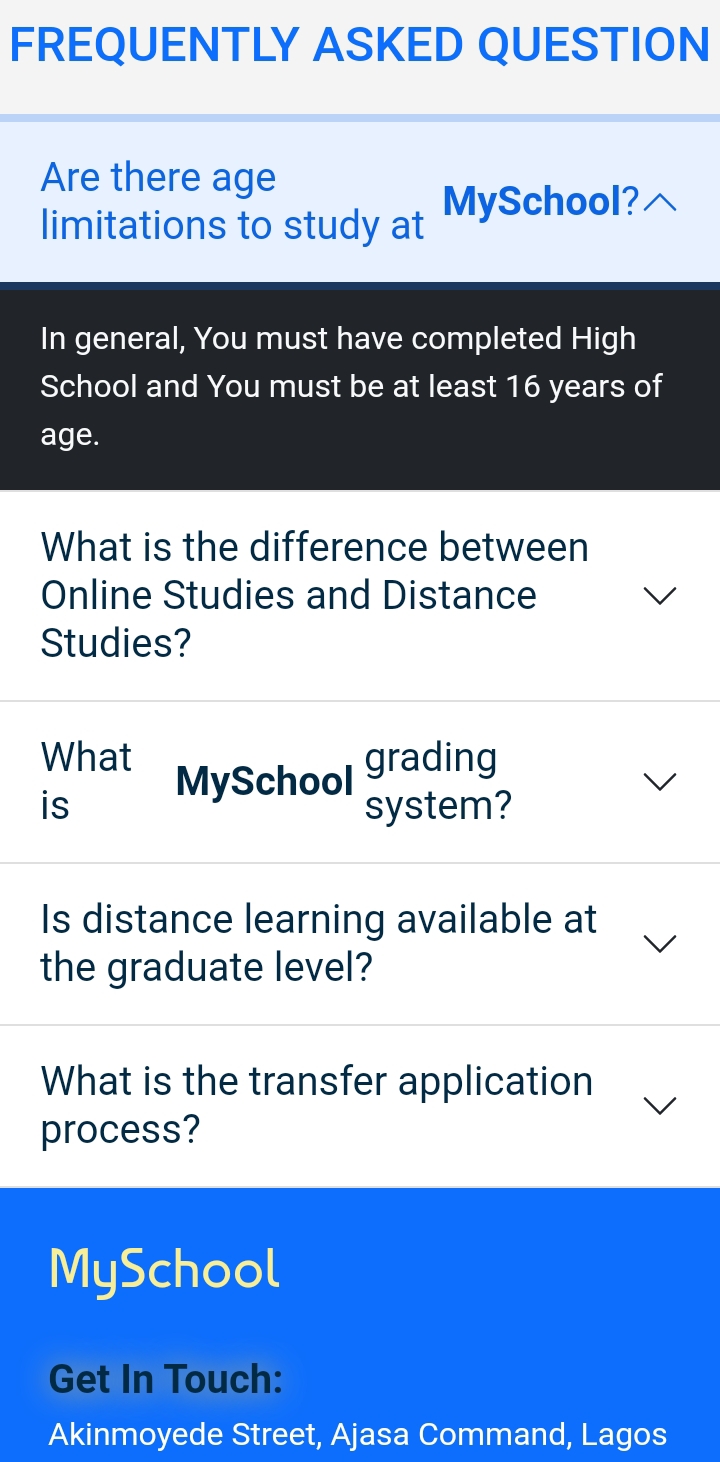 FREQUENTLY ASKED QUESTION
Are there age
limitations to study at MySchool?
In general, You must have completed High
School and You must be at least 16 years of
age.
What is the difference between
Online Studies and Distance
Studies?
What
is
MySchool
grading
system?
Is distance learning available at
the graduate level?
What is the transfer application
process?
MySchool
Get In Touch:
Akinmoyede Street, Ajasa Command, Lagos